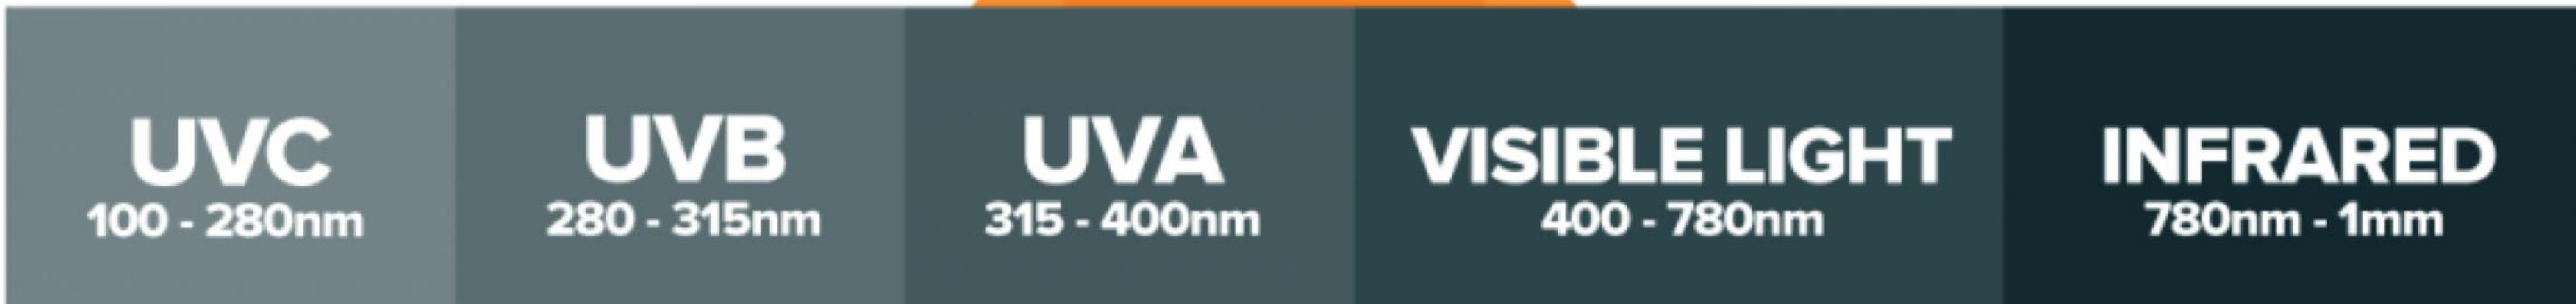 UVC
100 - 280nm
UVB
280 - 315nm
UVA
315 - 400nm
VISIBLE LIGHT
400 - 780nm
INFRARED
780nm - 1mm